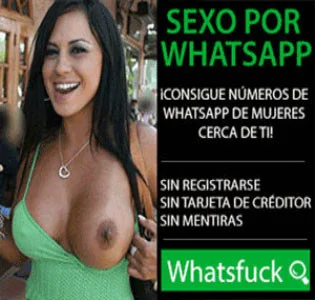 SEXO POR
WHATSAPP
¡CONSIGUE NÚMEROS DE
WHATSAPP DE MUJERES
CERCA DE TI!
SIN REGISTRARSE
SIN TARJETA DE CRÉDITOR
SIN MENTIRAS
Whatsfuck